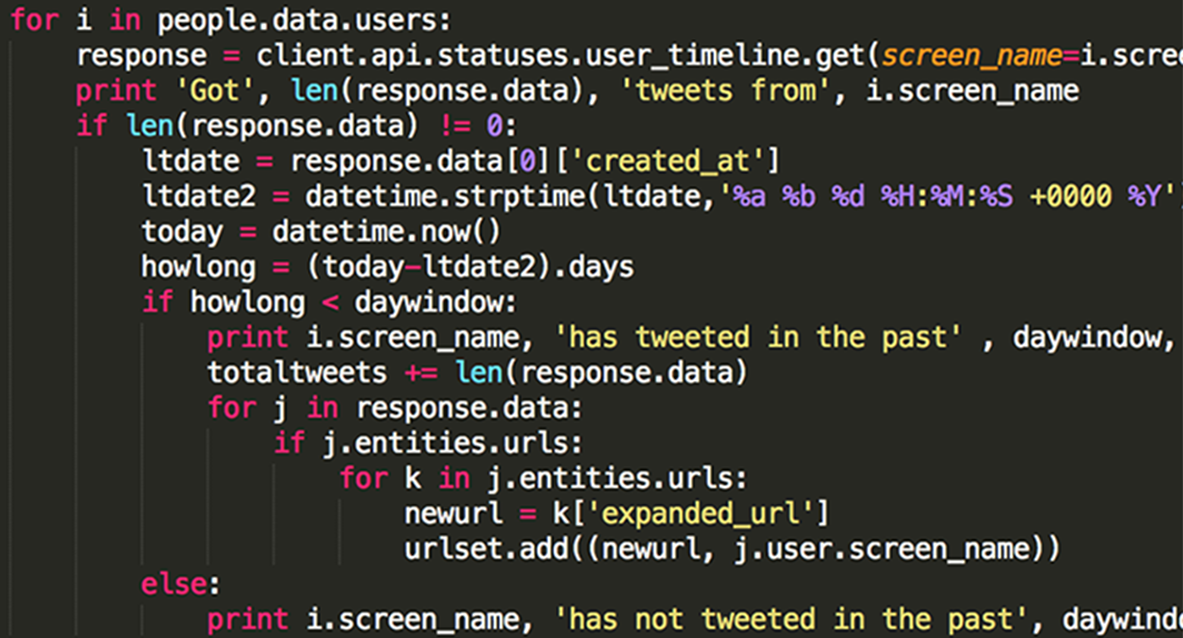 for i in people.data.users:
response = client.api.statuses.user_timeline.get(screen_name=i.scree
print 'Got', len(response.data), 'tweets from', i.screen_name
if len(response.data) != 0:
ltdate = response.data[0]['created_at']
ltdate2 = datetime.strptime(ltdate,'%a %b %d %H:%M:%S +0000 %Y')
today = datetime.now()
howlong = (today-ltdate2).days
if howlong < daywindow:
print i.screen_name, 'has tweeted in the past' , daywindow,
totaltweets += len(response.data)
for j in response.data:
if j.entities.urls:
for k in j.entities.urls:
newurl = k['expanded_url']
urlset.add((newurl, j.user.screen_name))
else:
print i.screen_name, 'has not tweeted in the past', daywind